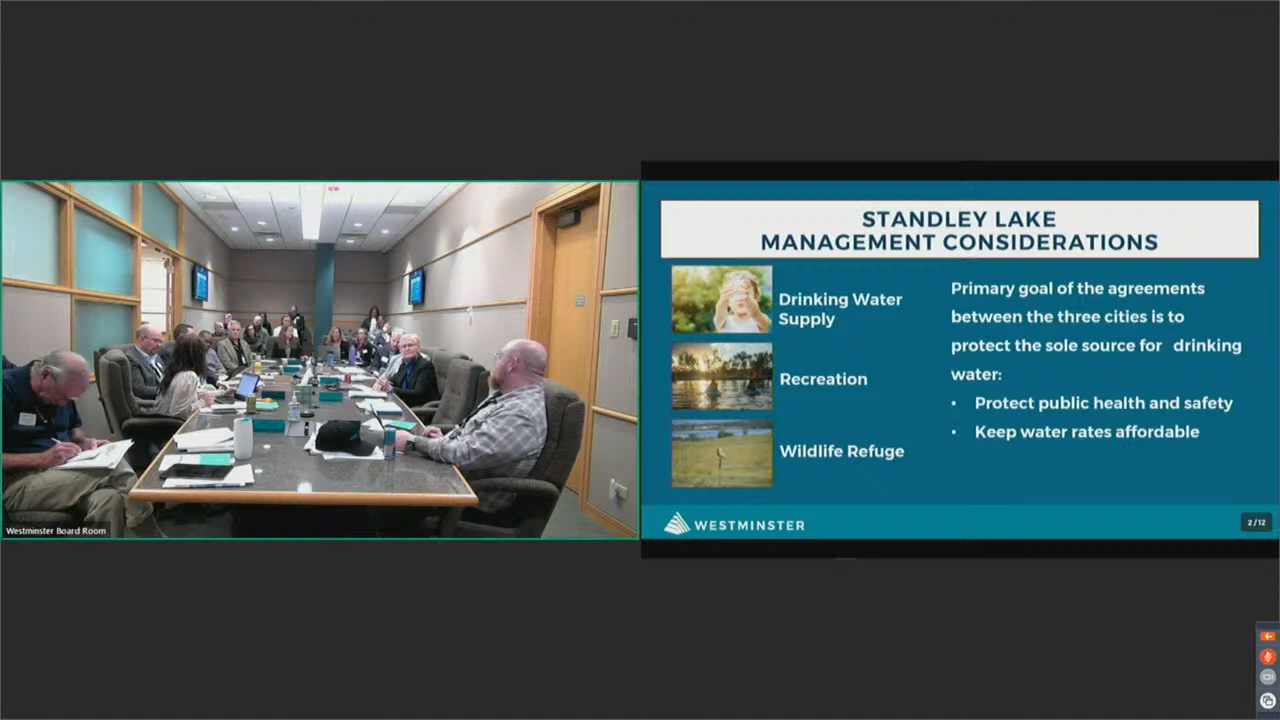 STANDLEY LAKE
MANAGEMENT CONSIDERATIONS
Drinking Water
Supply
Recreation
Wildlife Refuge
Primary goal of the agreements
between the three cities is to
protect the sole source for drinking
water:
• Protect public health and safety
• Keep water rates affordable
WESTMINSTER
2/12
Westminster Board Room